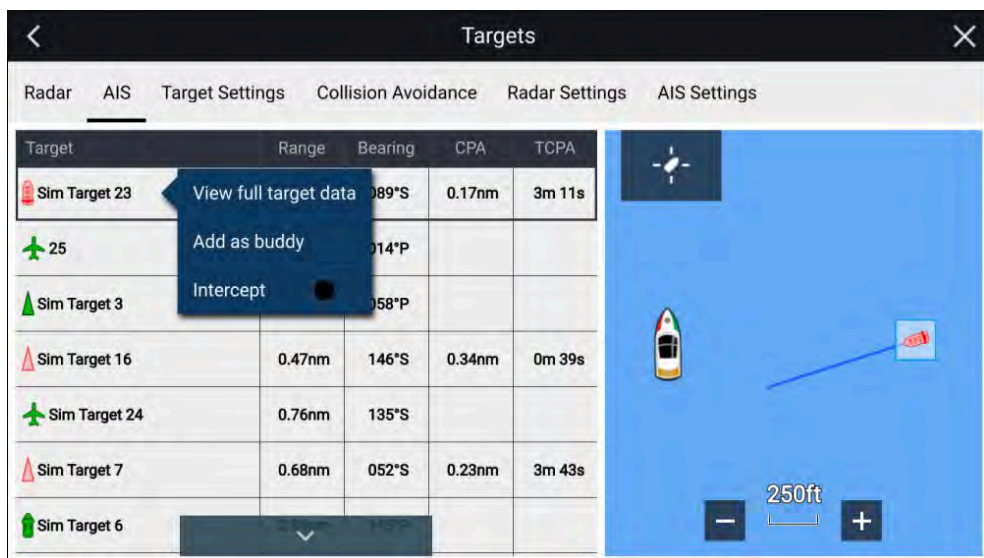 Targets
Radar AIS Target Settings Collision Avoidance Radar Settings AIS Settings
Target Range Bearing CPA TCPA
Sim Target 23 089°S 0.17nm 3m 11s
View full target data
Add as buddy
Intercept
25 014°P
Sim Target 3 058°P
Sim Target 16 0.47nm 146°S 0.34nm 0m 39s
Sim Target 24 0.76nm 135°S
Sim Target 7 0.68nm 052°S 0.23nm 3m 43s
Sim Target 6
250ft